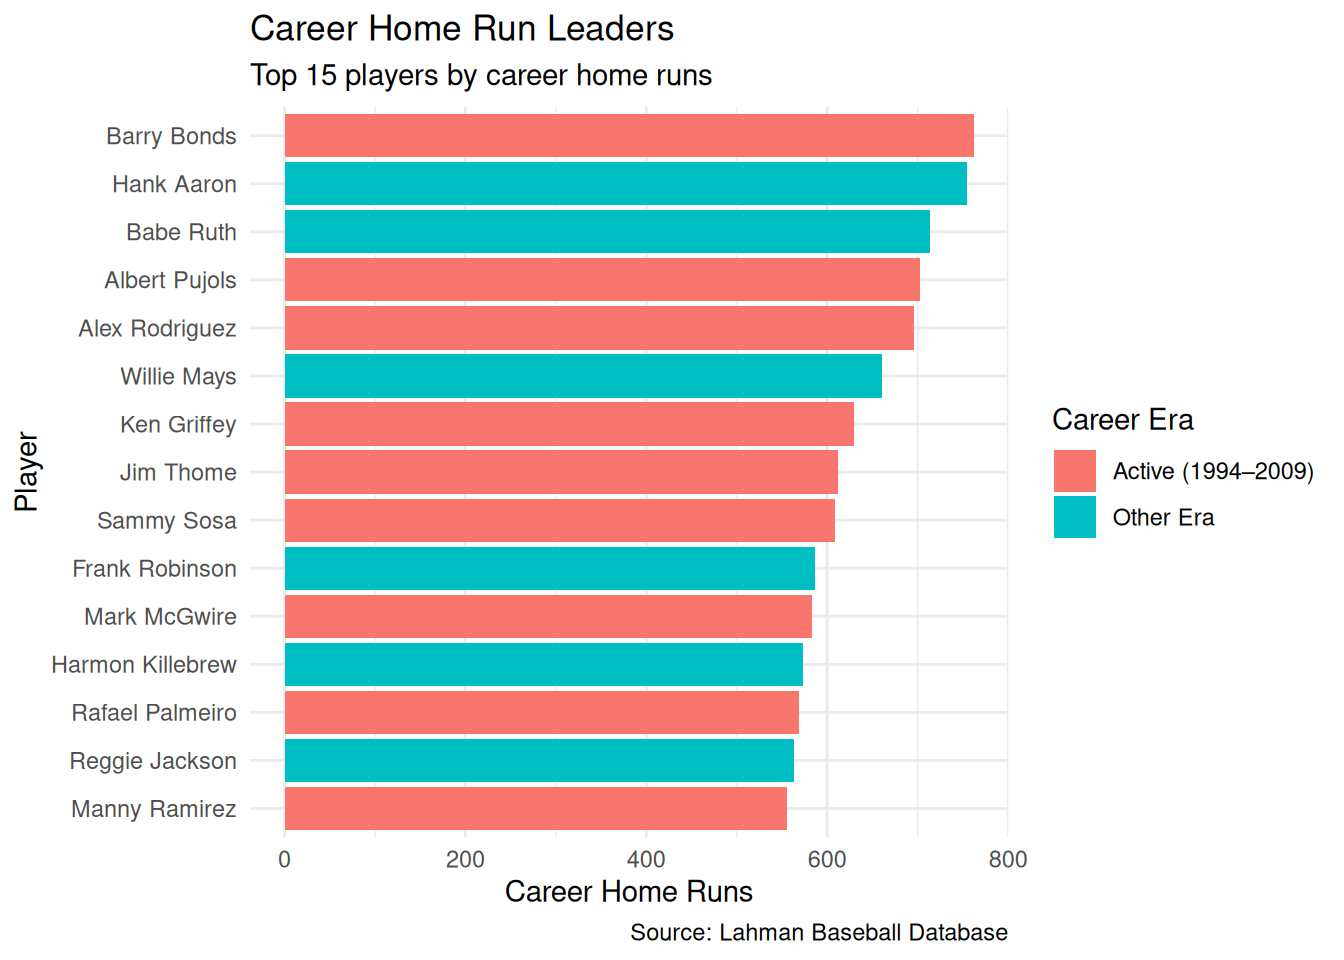 Career Home Run Leaders
Top 15 players by career home runs
Player
Barry Bonds
Hank Aaron
Babe Ruth
Albert Pujols
Alex Rodriguez
Willie Mays
Ken Griffey
Jim Thome
Sammy Sosa
Frank Robinson
Mark McGwire
Harmon Killebrew
Rafael Palmeiro
Reggie Jackson
Manny Ramirez
0 200 400 600 800
Career Home Runs
Career Era
Active (1994–2009)
Other Era
Source: Lahman Baseball Database